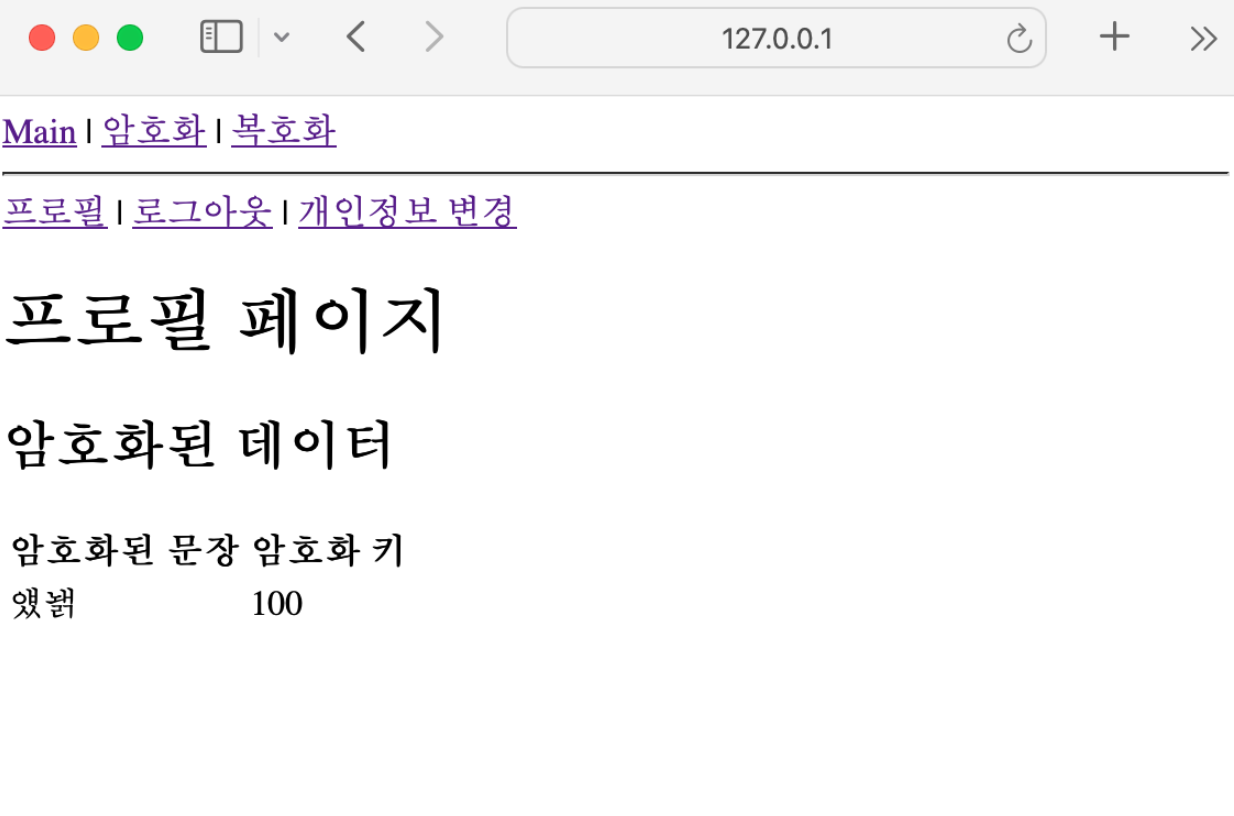 127.0.0.1
Main | 암호화 | 복호화
프로필 | 로그아웃 | 개인정보 변경
프로필 페이지
암호화된 데이터
암호화된 문장 암호화 키
얬놹 100